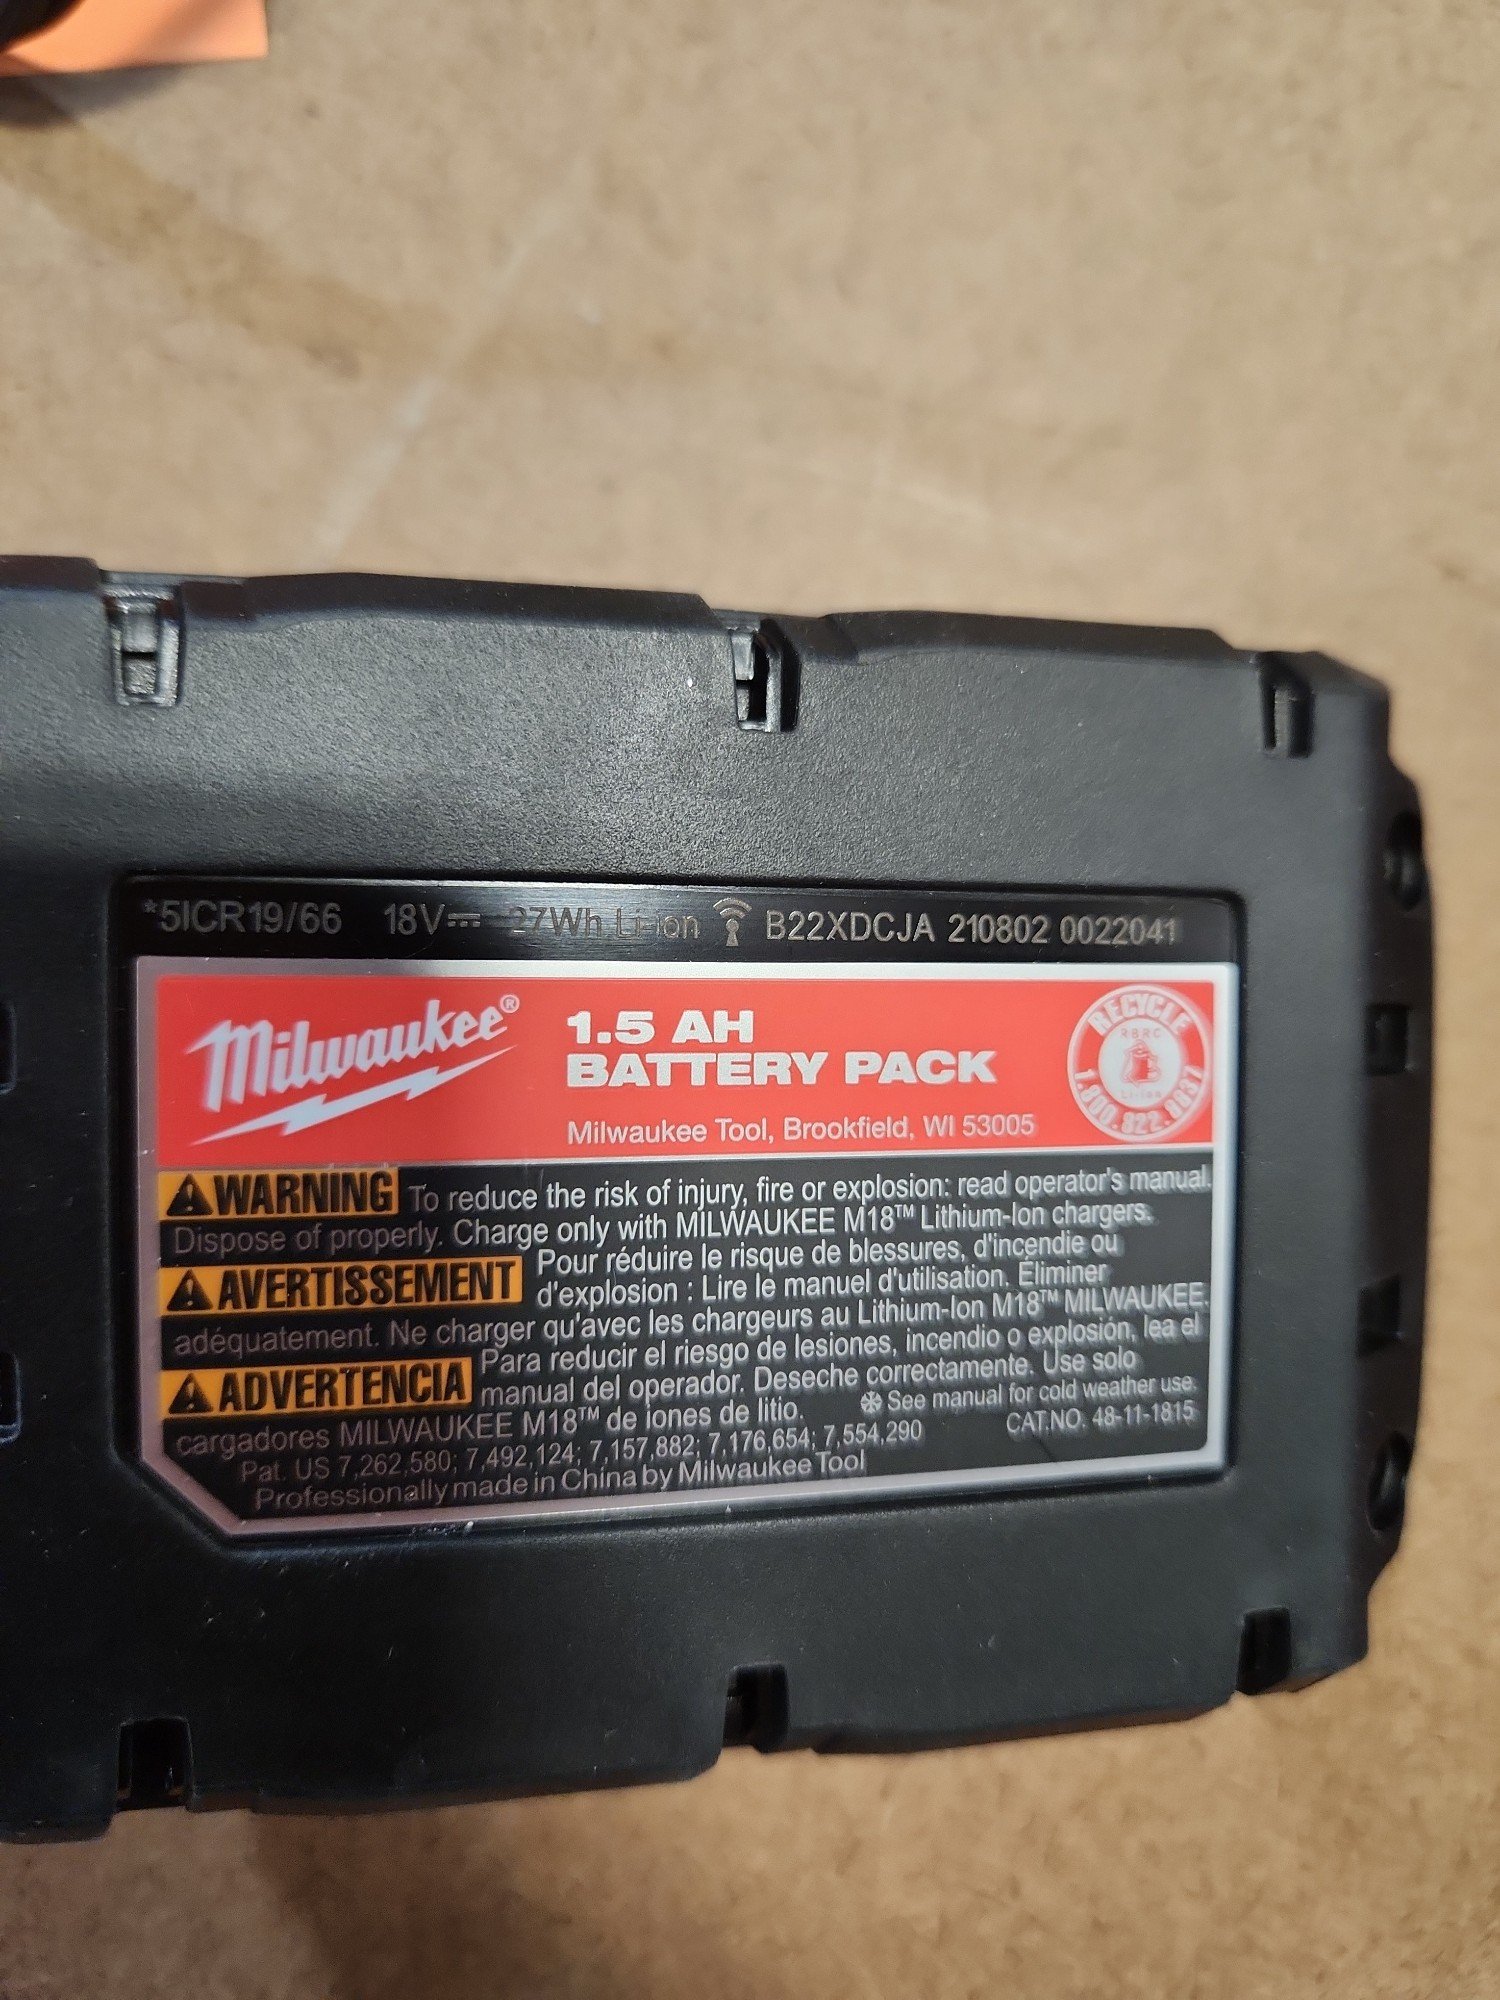 *5ICR19/66 18V 27Wh Li-ion B22XDCJA 210802 0022041
Milwaukee®
1.5 AH
BATTERY PACK
Milwaukee Tool, Brookfield, WI 53005
RECYCLE
RBRC
Li-Ion
1.800.822.8837
WARNING To reduce the risk of injury, fire or explosion: read operator's manual.
Dispose of properly. Charge only with MILWAUKEE M18™ Lithium-Ion chargers.
AVERTISSEMENT Pour réduire le risque de blessures, d'incendie ou
d'explosion : Lire le manuel d'utilisation. Éliminer
adéquatement. Ne charger qu'avec les chargeurs au Lithium-Ion M18™ MILWAUKEE.
ADVERTENCIA Para reducir el riesgo de lesiones, incendio o explosión, lea el
manual del operador. Deseche correctamente. Use solo
cargadores MILWAUKEE M18™ de iones de litio.
See manual for cold weather use.
Pat. US 7,262,580; 7,492,124; 7,157,882; 7,176,654; 7,554,290
CAT.NO. 48-11-1815
Professionally made in China by Milwaukee Tool